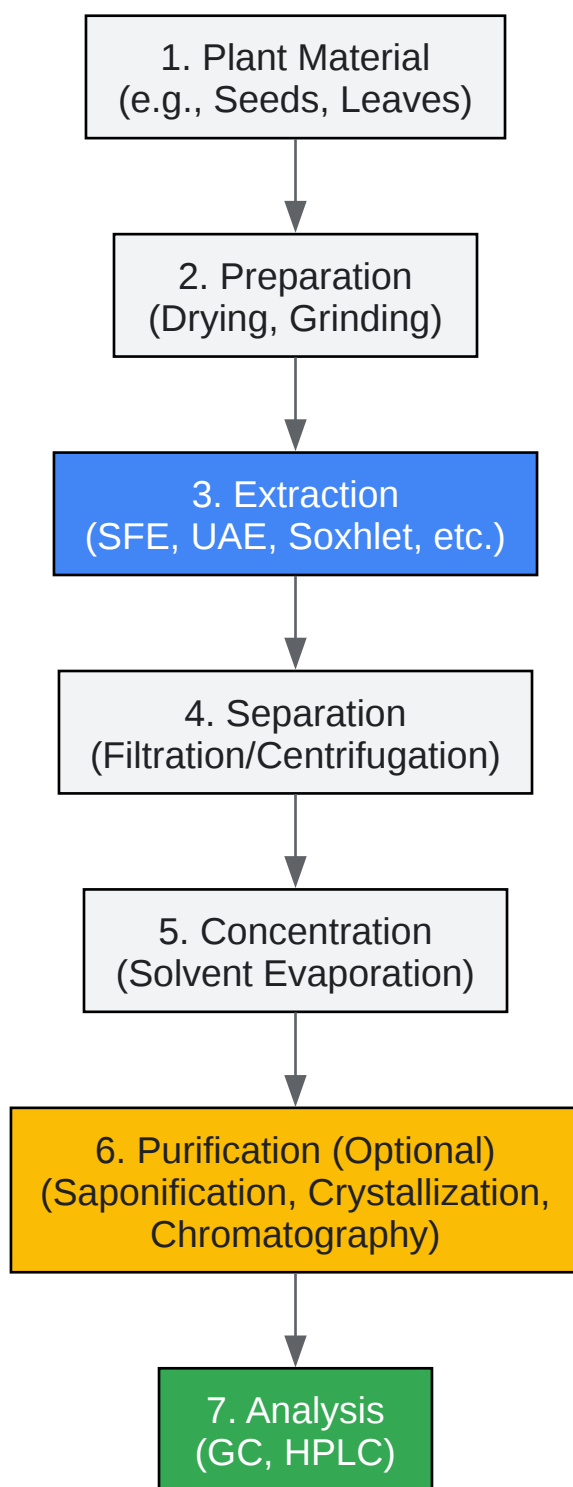 1. Plant Material
(e.g., Seeds, Leaves)
2. Preparation
(Drying, Grinding)
3. Extraction
(SFE, UAE, Soxhlet, etc.)
4. Separation
(Filtration/Centrifugation)
5. Concentration
(Solvent Evaporation)
6. Purification (Optional)
(Saponification, Crystallization,
Chromatography)
7. Analysis
(GC, HPLC)